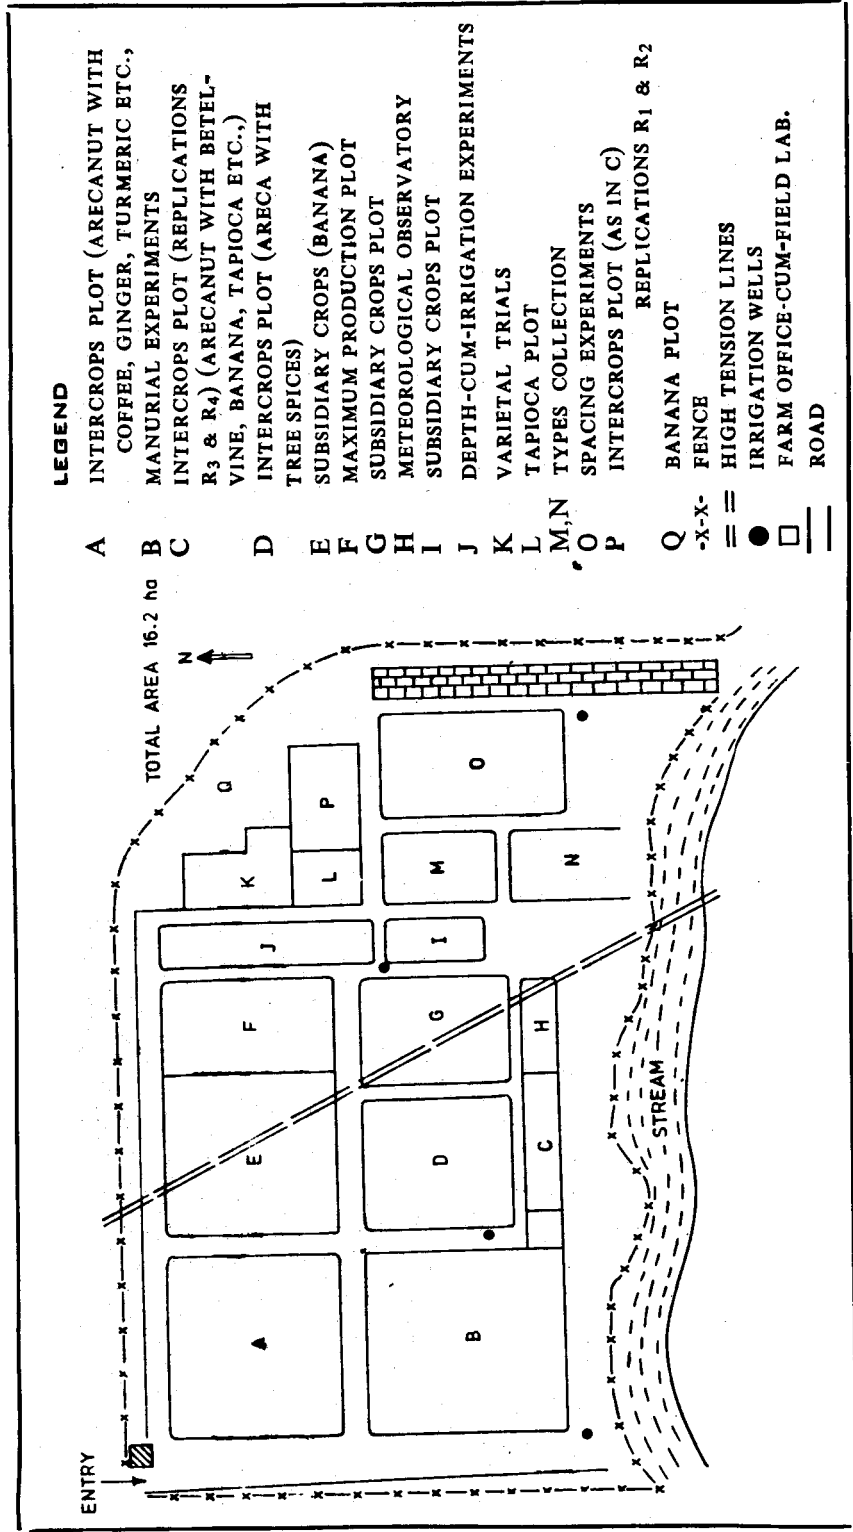 ENTRY
TOTAL AREA 16.2 ha
N
A
B
C
D
E
F
G
H
I
J
K
L
M
N
O
P
Q
STREAM
LEGEND
A INTERCROPS PLOT (ARECANUT WITH
COFFEE, GINGER, TURMERIC ETC.,
B MANURIAL EXPERIMENTS
C INTERCROPS PLOT (REPLICATIONS
R3 & R4) (ARECANUT WITH BETEL-
VINE, BANANA, TAPIOCA ETC.,)
D INTERCROPS PLOT (ARECA WITH
TREE SPICES)
E SUBSIDIARY CROPS (BANANA)
F MAXIMUM PRODUCTION PLOT
G SUBSIDIARY CROPS PLOT
H METEOROLOGICAL OBSERVATORY
I SUBSIDIARY CROPS PLOT
J DEPTH-CUM-IRRIGATION EXPERIMENTS
K VARIETAL TRIALS
L TAPIOCA PLOT
M,N TYPES COLLECTION
O SPACING EXPERIMENTS
P INTERCROPS PLOT (AS IN C)
REPLICATIONS R1 & R2
Q BANANA PLOT
-X-X- FENCE
= = HIGH TENSION LINES
● IRRIGATION WELLS
□ FARM OFFICE-CUM-FIELD LAB.
ROAD